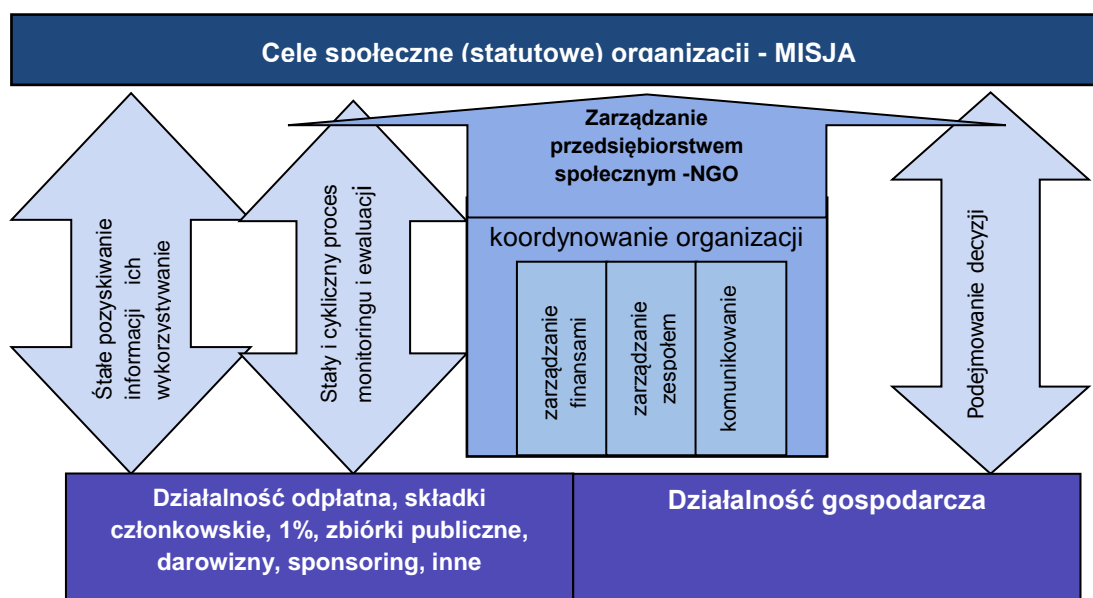 Cele społeczne (statutowe) organizacji - MISJA
Zarządzanie
przedsiębiorstwem
społecznym -NGO
koordynowanie organizacji
Stałe pozyskiwanie
informacji ich
wykorzystywanie
Stały i cykliczny proces
monitoringu i ewaluacji
zarządzanie
finansami
zarządzanie
zespołem
komunikowanie
Podejmowanie decyzji
Działalność odpłatna, składki
członkowskie, 1%, zbiórki publiczne,
darowizny, sponsoring, inne
Działalność gospodarcza